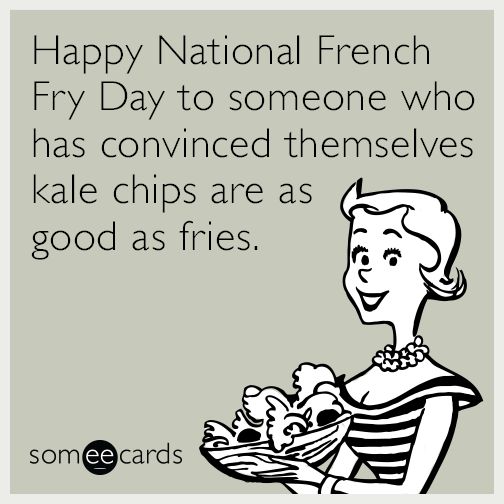 Happy National French
Fry Day to someone who
has convinced themselves
kale chips are as
good as fries.
someecards